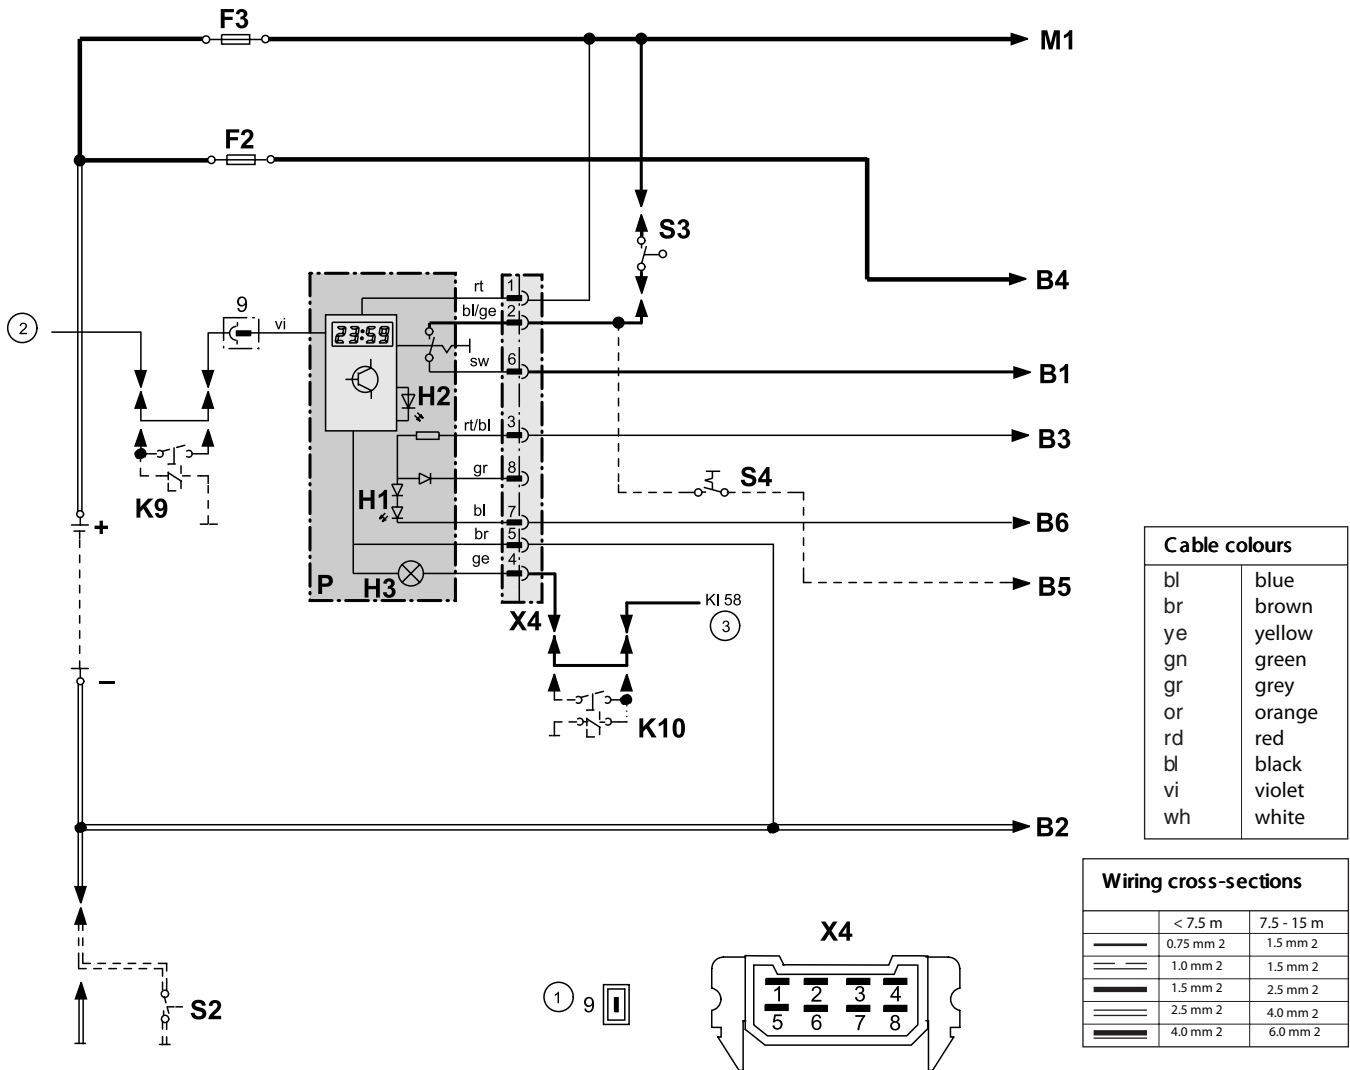 F3
M1
F2
S3
B4
9
2
vi
rt
1
bl/ge
2
23:59
sw
6
B1
H2
rt/bl
3
B3
gr
8
S4
K9
H1
bl
7
B6
+
br
5
B5
ge
4
P
H3
X4
KI 58
3
–
K10
B2
Cable colours
bl blue
br brown
ye yellow
gn green
gr grey
or orange
rd red
bl black
vi violet
wh white
Wiring cross-sections
< 7.5 m 7.5 - 15 m
0.75 mm 2 1.5 mm 2
1.0 mm 2 1.5 mm 2
1.5 mm 2 2.5 mm 2
2.5 mm 2 4.0 mm 2
4.0 mm 2 6.0 mm 2
S2
1 9
X4
1 2 3 4
5 6 7 8